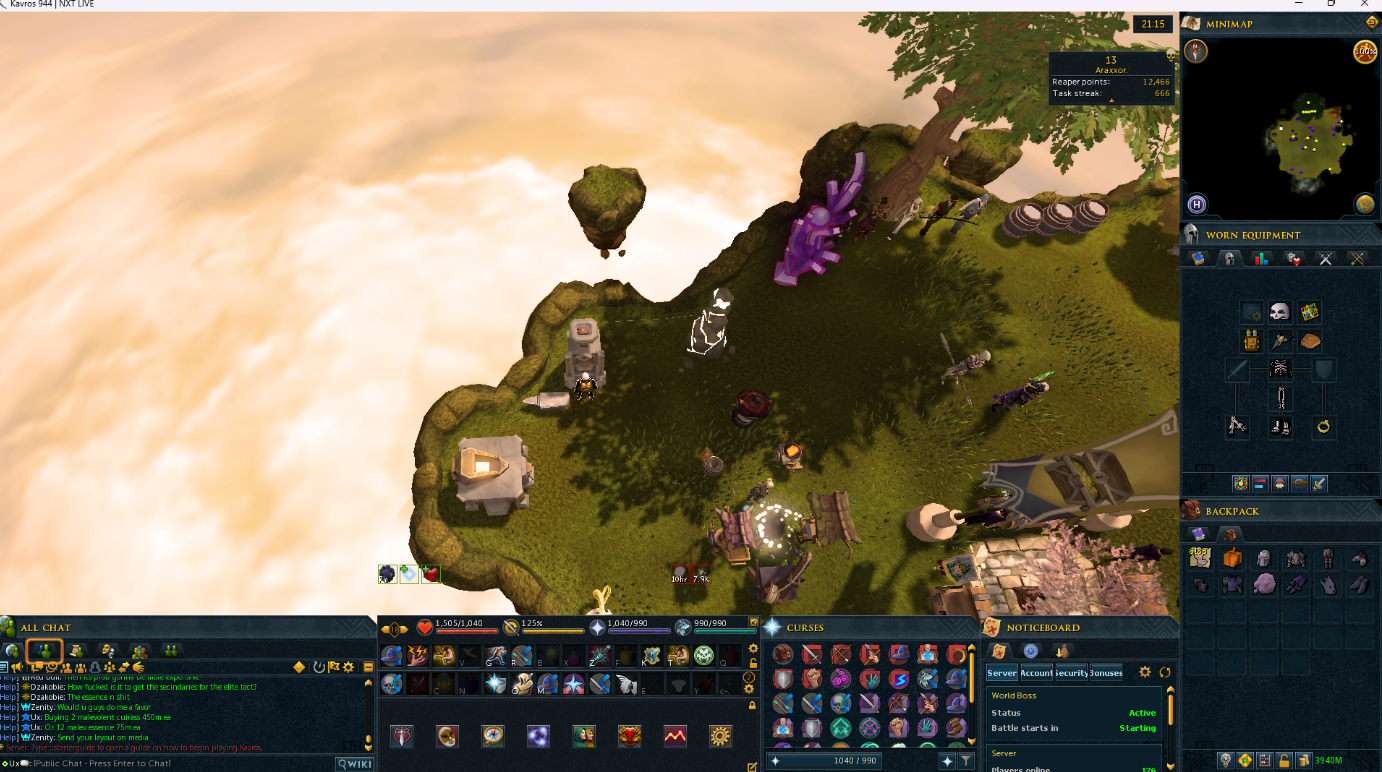 Kavros 944 | NXT LIVE
21:15
MINIMAP
100%
13
Araxxor.
Reaper points: 12,466
Task streak: 666
H
WORN EQUIPMENT
BACKPACK
10hr 7.9K
ALL CHAT
Help] Dzakobie: How fucked is it to get the secindaries for the elite tect?
Help] Dzakobie: The essence n shit
Help] Zenity: Would u guys do me a favor
Help] Ux: Buying 2 malevolent cuirass 450m ea
Help] Ux: Or 12 malev essence 75m ea
Help] Zenity: Send your layout on media
Server: Type ::starterguide to open a guide on how to begin playing Kavros
Ux: [Public Chat - Press Enter to Chat]
WIKI
1,505/1,040
125%
1,040/990
990/990
CURSES
1040 / 990
NOTICEBOARD
Server
Account
Security
Bonuses
World Boss
Status Active
Battle starts in Starting
Server
Players online 126
3940M